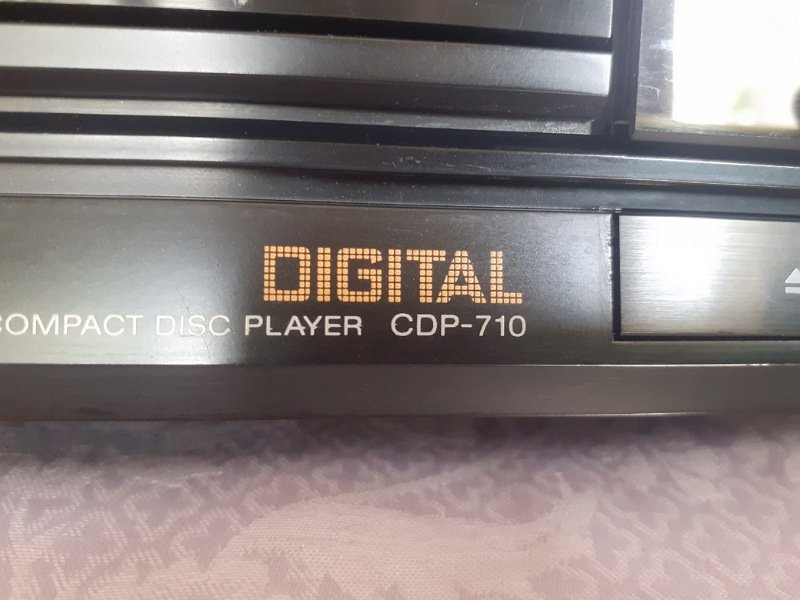 DIGITAL
COMPACT DISC PLAYER CDP-710